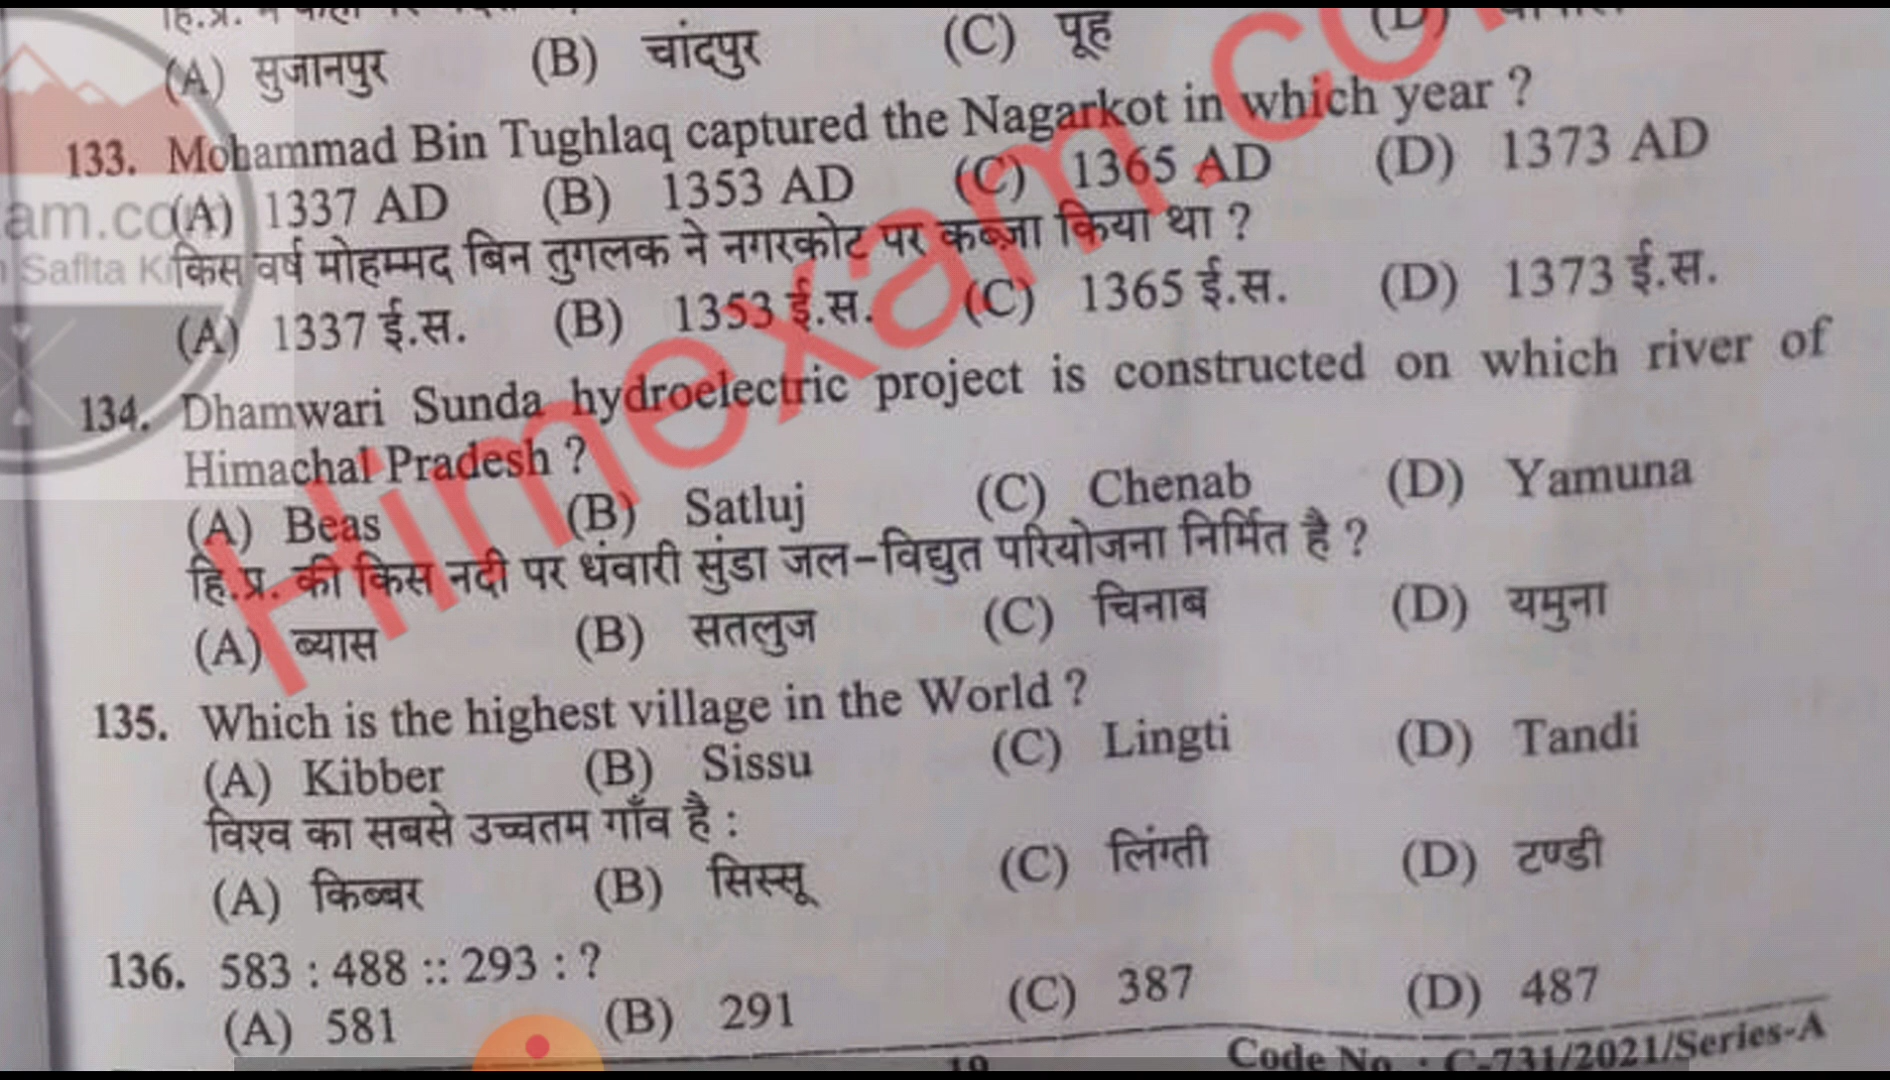 (A) सुजानपुर (B) चांदपुर (C) पूह (D)
133. Mohammad Bin Tughlaq captured the Nagarkot in which year ?
(A) 1337 AD (B) 1353 AD (C) 1365 AD (D) 1373 AD
किस वर्ष मोहम्मद बिन तुगलक ने नगरकोट पर कब्ज़ा किया था ?
(A) 1337 ई.स. (B) 1353 ई.स. (C) 1365 ई.स. (D) 1373 ई.स.
134. Dhamwari Sunda hydroelectric project is constructed on which river of
Himachal Pradesh ?
(A) Beas (B) Satluj (C) Chenab (D) Yamuna
हि.प्र. की किस नदी पर धंवारी सुंडा जल-विद्युत परियोजना निर्मित है ?
(A) ब्यास (B) सतलुज (C) चिनाब (D) यमुना
135. Which is the highest village in the World ?
(A) Kibber (B) Sissu (C) Lingti (D) Tandi
विश्व का सबसे उच्चतम गाँव है :
(A) किब्बर (B) सिस्सू (C) लिंग्ती (D) टण्डी
136. 583 : 488 :: 293 : ?
(A) 581 (B) 291 (C) 387 (D) 487
19 Code No. : C-731/2021/Series-A
Himexam.com
am.com